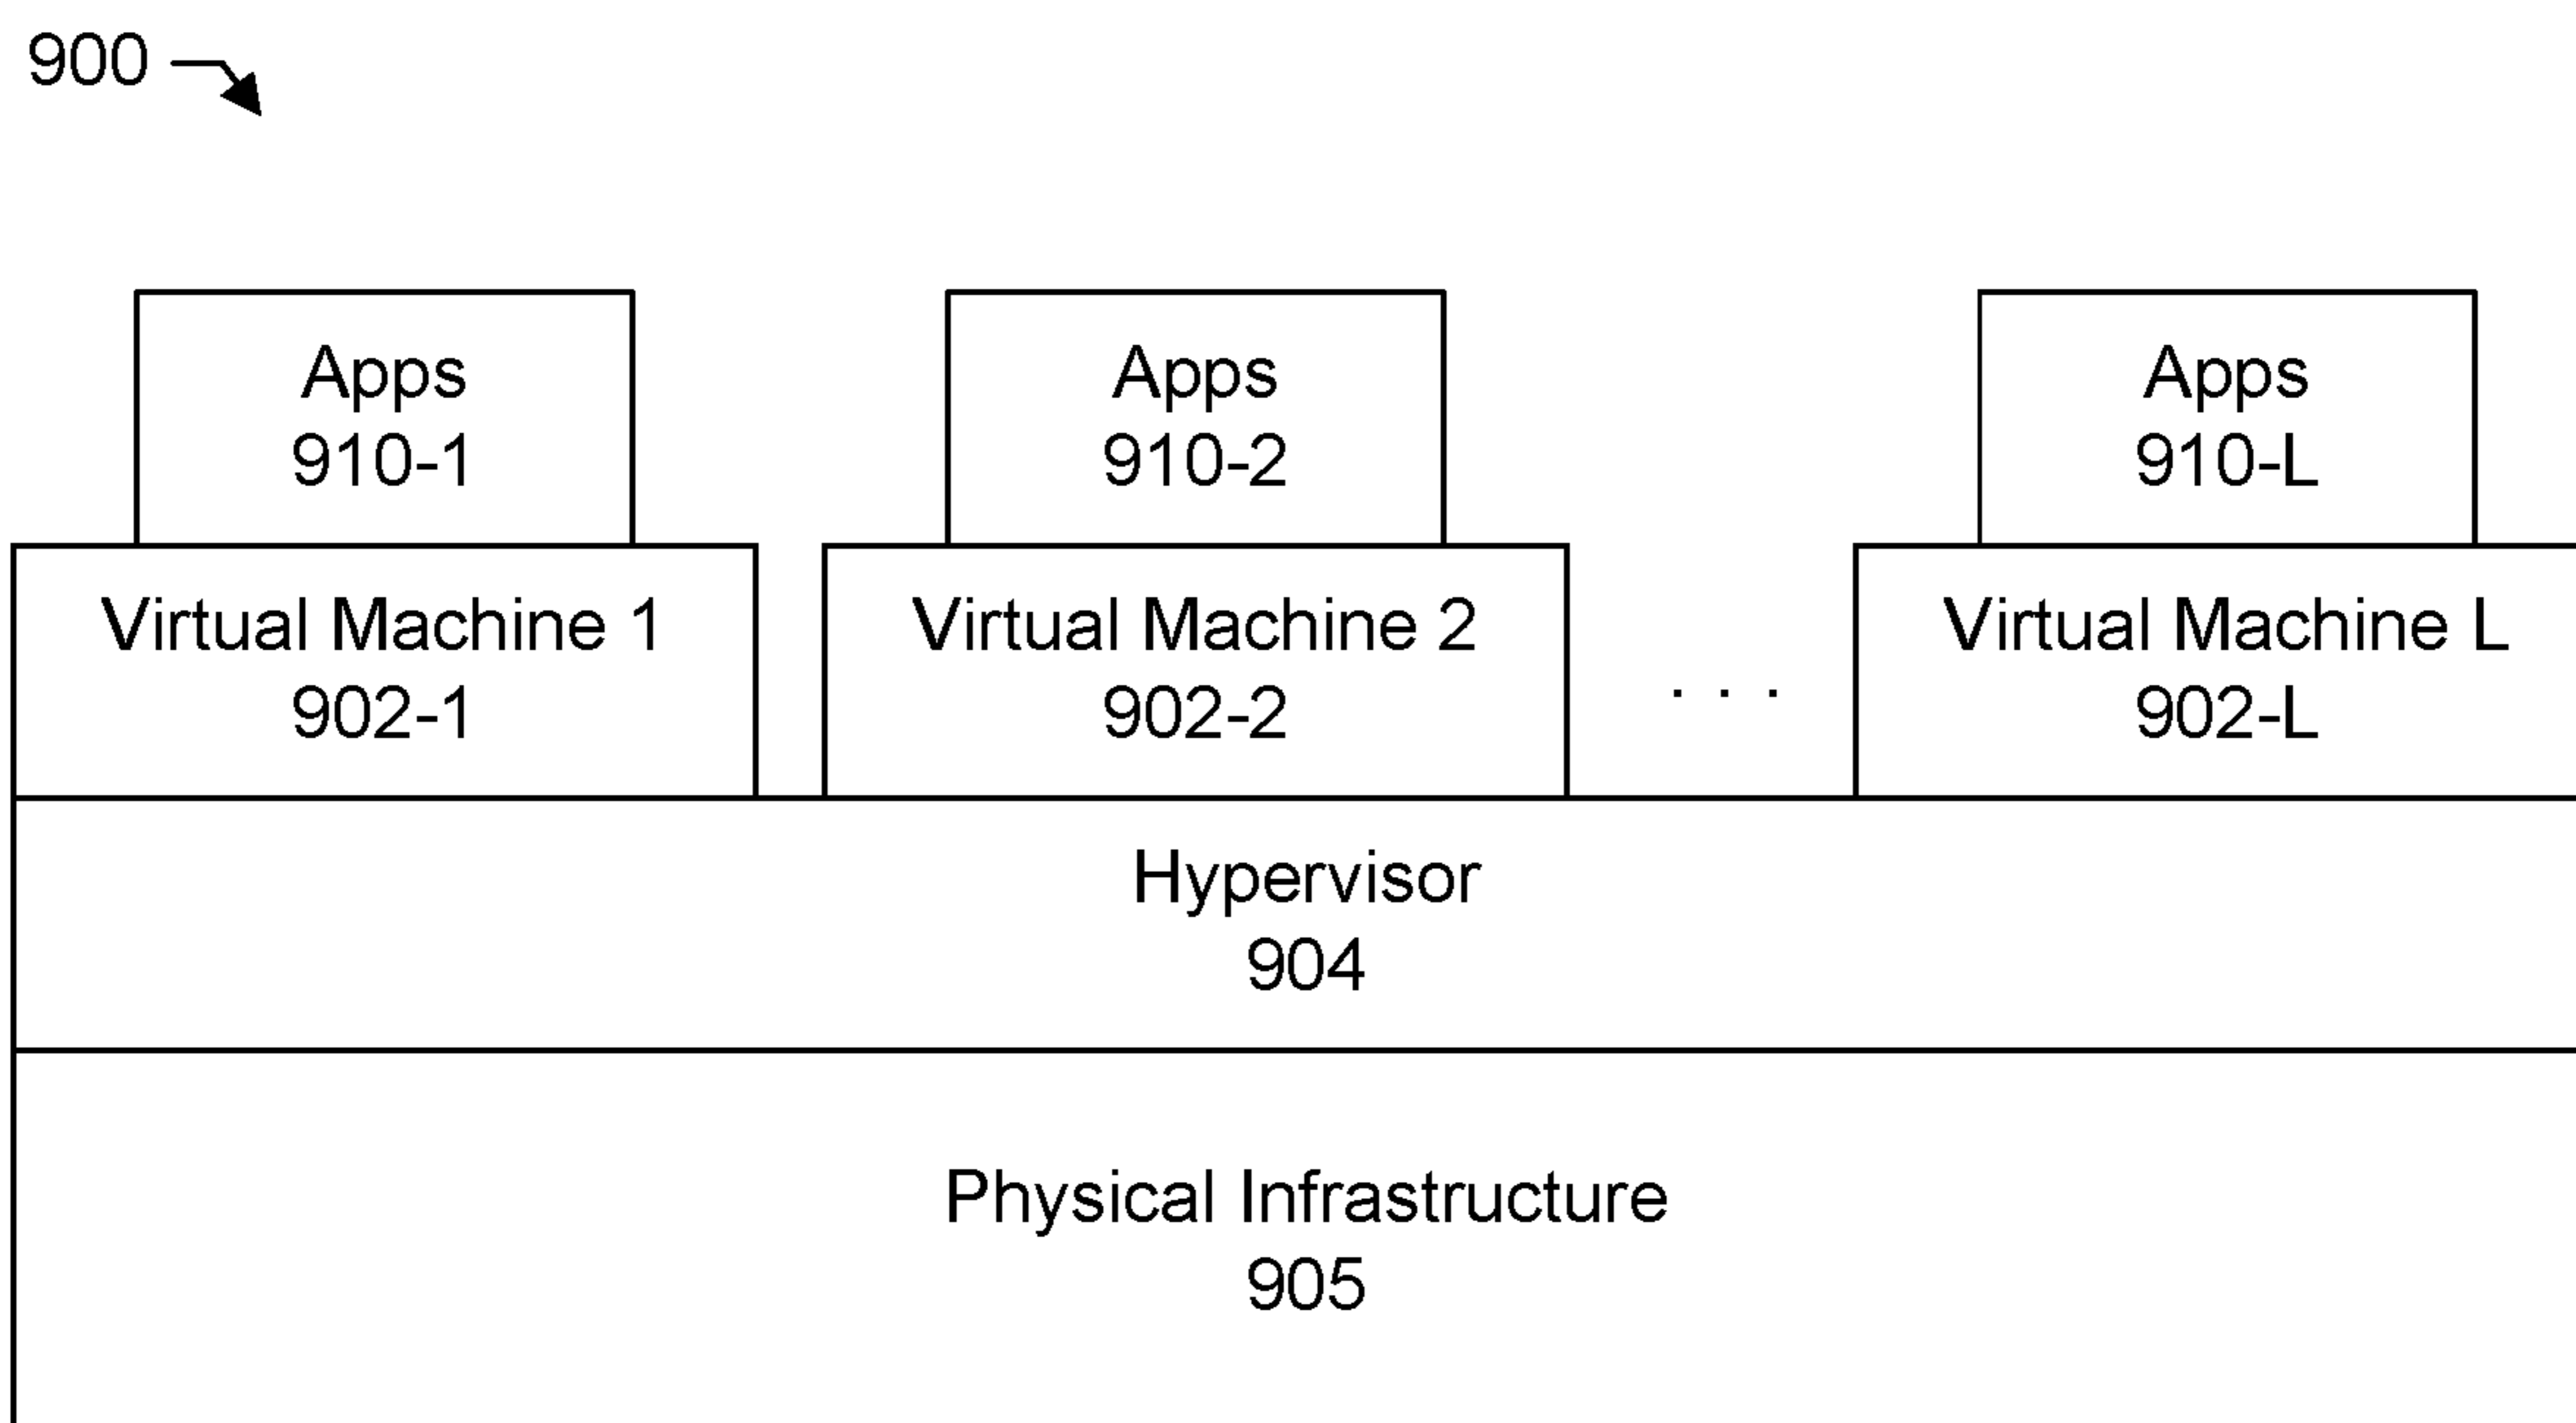 900
Apps
910-1
Apps
910-2
Apps
910-L
Virtual Machine 1
902-1
Virtual Machine 2
902-2
. . .
Virtual Machine L
902-L
Hypervisor
904
Physical Infrastructure
905